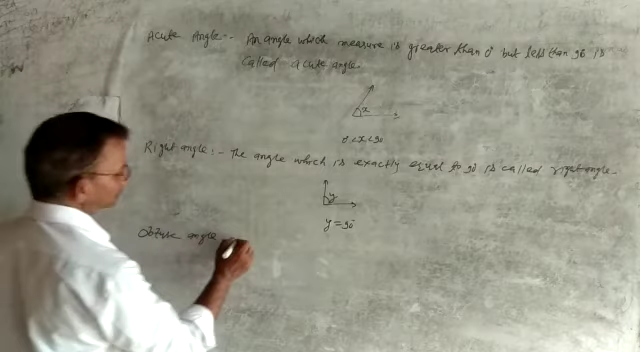 Acute Angle:- An angle which measure is greater than 0° but less than 90° is
called acute angle.
x
0<x<90
Right angle:- The angle which is exactly equal to 90° is called right angle.
y
y=90°
Obtuse angle